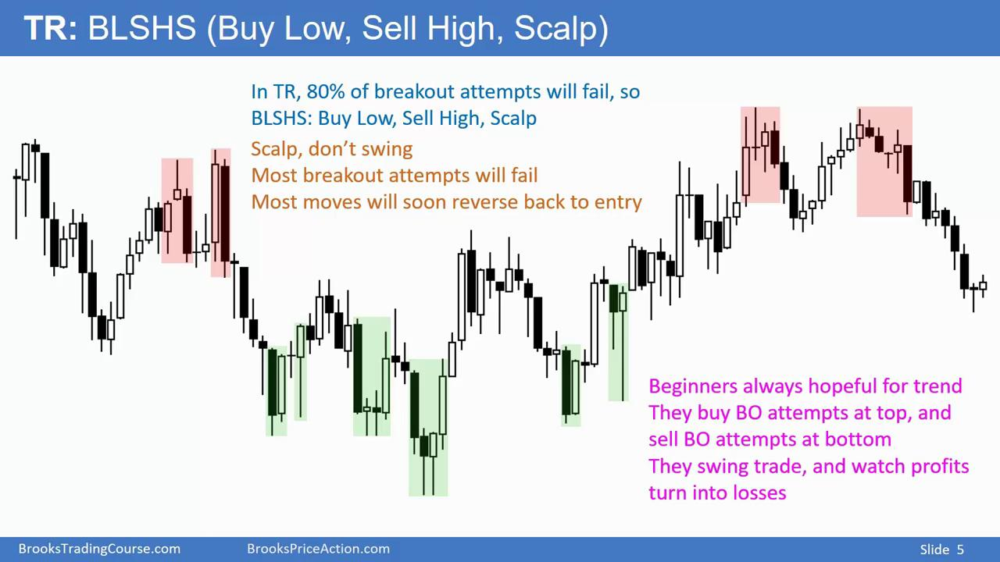 TR: BLSHS (Buy Low, Sell High, Scalp)
In TR, 80% of breakout attempts will fail, so
BLSHS: Buy Low, Sell High, Scalp
Scalp, don’t swing
Most breakout attempts will fail
Most moves will soon reverse back to entry
Beginners always hopeful for trend
They buy BO attempts at top, and
sell BO attempts at bottom
They swing trade, and watch profits
turn into losses
BrooksTradingCourse.com
BrooksPriceAction.com
Slide 5